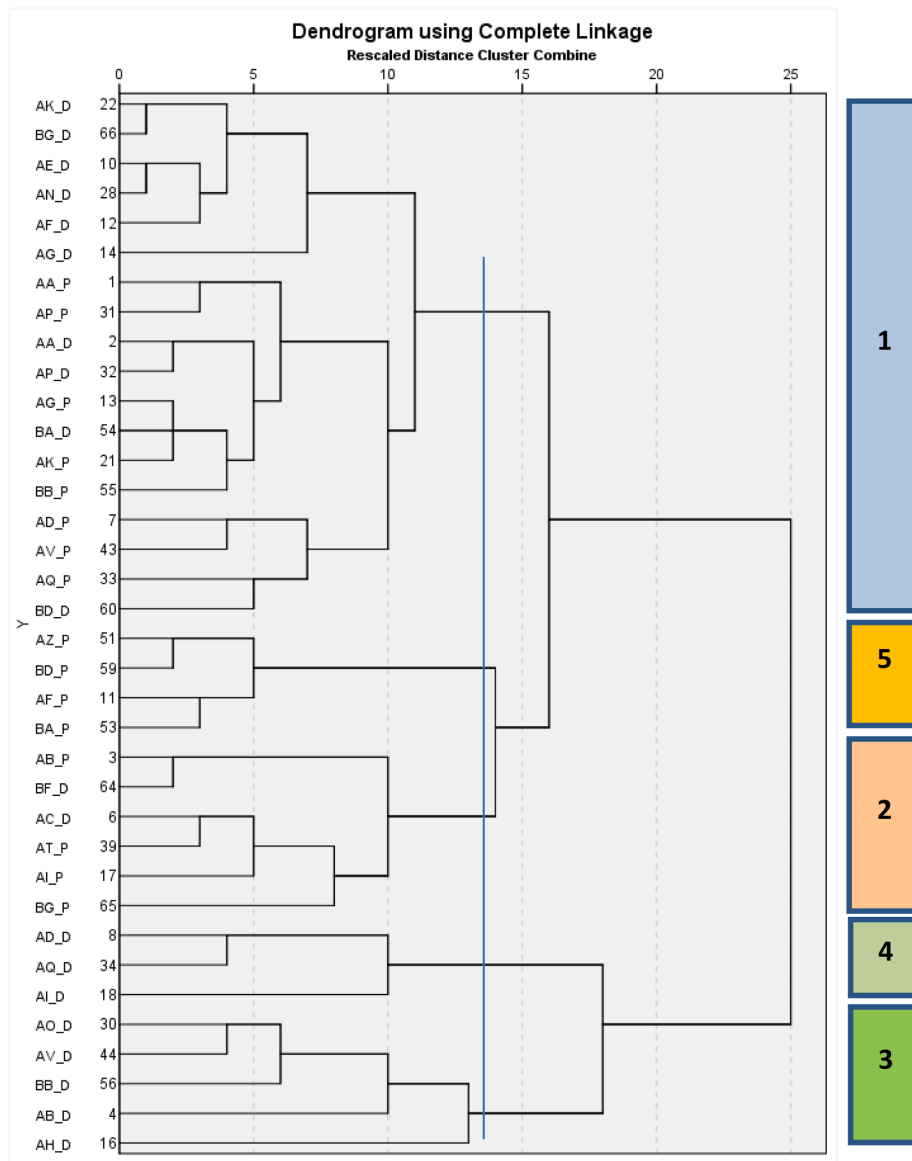 Dendrogram using Complete Linkage
Rescaled Distance Cluster Combine
0 5 10 15 20 25
AK_D 22
BG_D 66
AE_D 10
AN_D 28
AF_D 12
AG_D 14
AA_P 1
AP_P 31
AA_D 2
AP_D 32
AG_P 13
BA_D 54
AK_P 21
BB_P 55
AD_P 7
AV_P 43
AQ_P 33
BD_D 60
Y
AZ_P 51
BD_P 59
AF_P 11
BA_P 53
AB_P 3
BF_D 64
AC_D 6
AT_P 39
AI_P 17
BG_P 65
AD_D 8
AQ_D 34
AI_D 18
AO_D 30
AV_D 44
BB_D 56
AB_D 4
AH_D 16
1
5
2
4
3